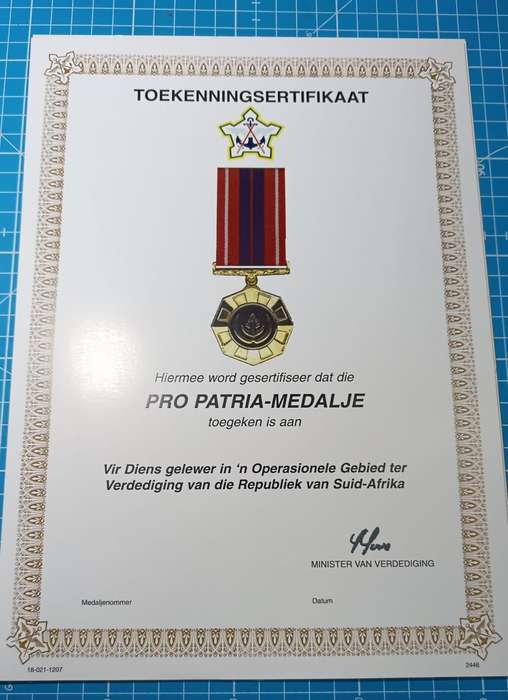 TOEKENNINGSERTIFIKAAT
Hiermee word gesertifiseer dat die
PRO PATRIA-MEDALJE
toegeken is aan
Vir Diens gelewer in ‘n Operasionele Gebied ter
Verdediging van die Republiek van Suid-Afrika
MINISTER VAN VERDEDIGING
Medaljenommer
Datum
18-021-1207
2446